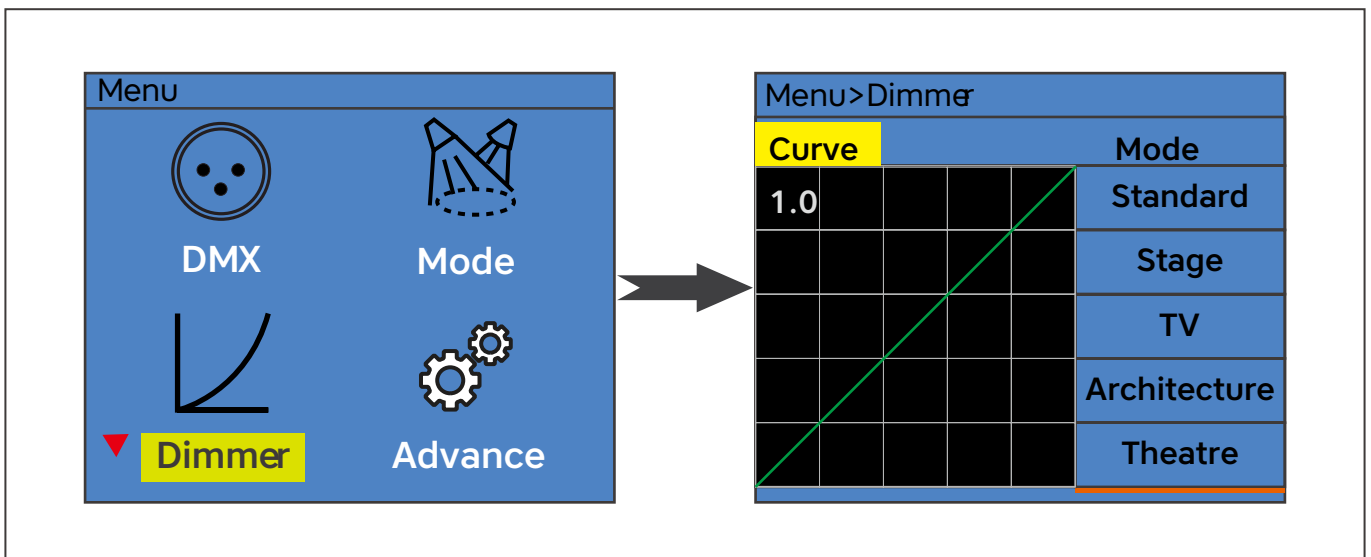 Menu
DMX
Mode
Dimmer
Advance
Menu>Dimmer
Curve
Mode
1.0
Standard
Stage
TV
Architecture
Theatre